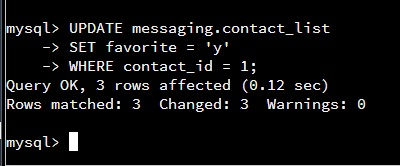 mysql> UPDATE messaging.contact_list
    -> SET favorite = 'y'
    -> WHERE contact_id = 1;
Query OK, 3 rows affected (0.12 sec)
Rows matched: 3  Changed: 3  Warnings: 0
mysql>